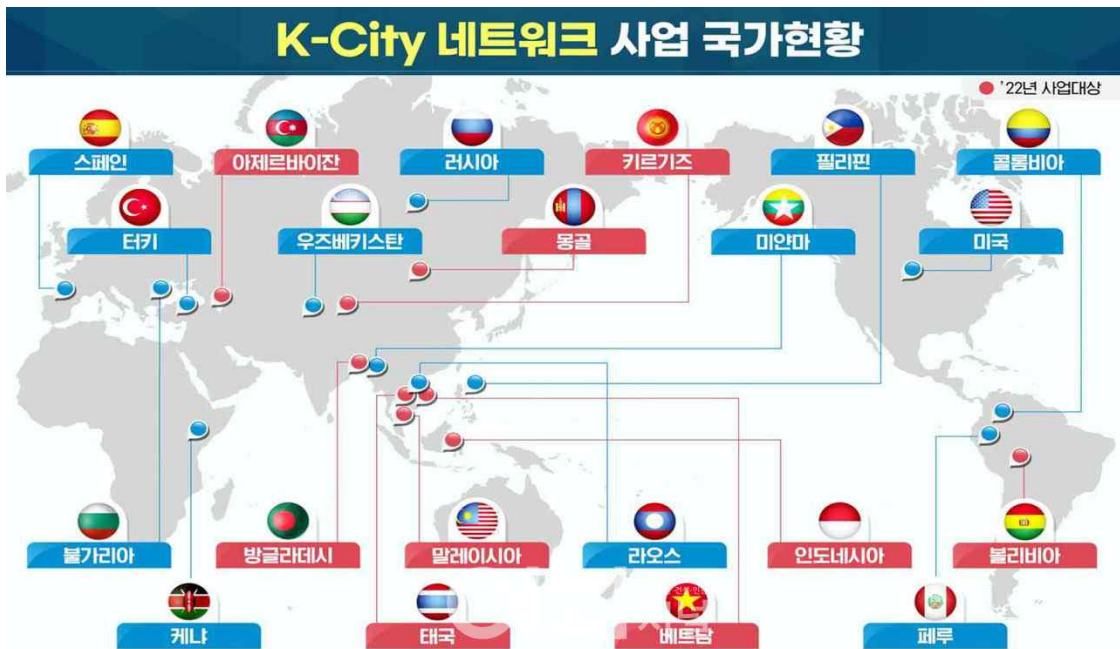 K-City 네트워크 사업 국가현황
'22년 사업대상
스페인
아제르바이잔
러시아
키르기즈
필리핀
콜롬비아
터키
우즈베키스탄
몽골
미얀마
미국
불가리아
방글라데시
말레이시아
라오스
인도네시아
볼리비아
케냐
태국
베트남
페루